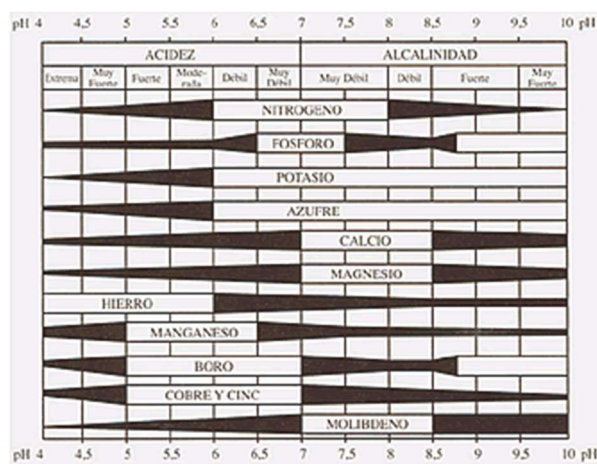 pH 4 4,5 5 5,5 6 6,5 7 7,5 8 8,5 9 9,5 10 pH
ACIDEZ ALCALINIDAD
Extrema Muy Fuerte Fuerte Mode-rada Débil Muy Débil Muy Débil Débil Fuerte Muy Fuerte
NITROGENO
FOSFORO
POTASIO
AZUFRE
CALCIO
MAGNESIO
HIERRO
MANGANESO
BORO
COBRE Y CINC
MOLIBDENO
pH 4 4,5 5 5,5 6 6,5 7 7,5 8 8,5 9 9,5 10 pH